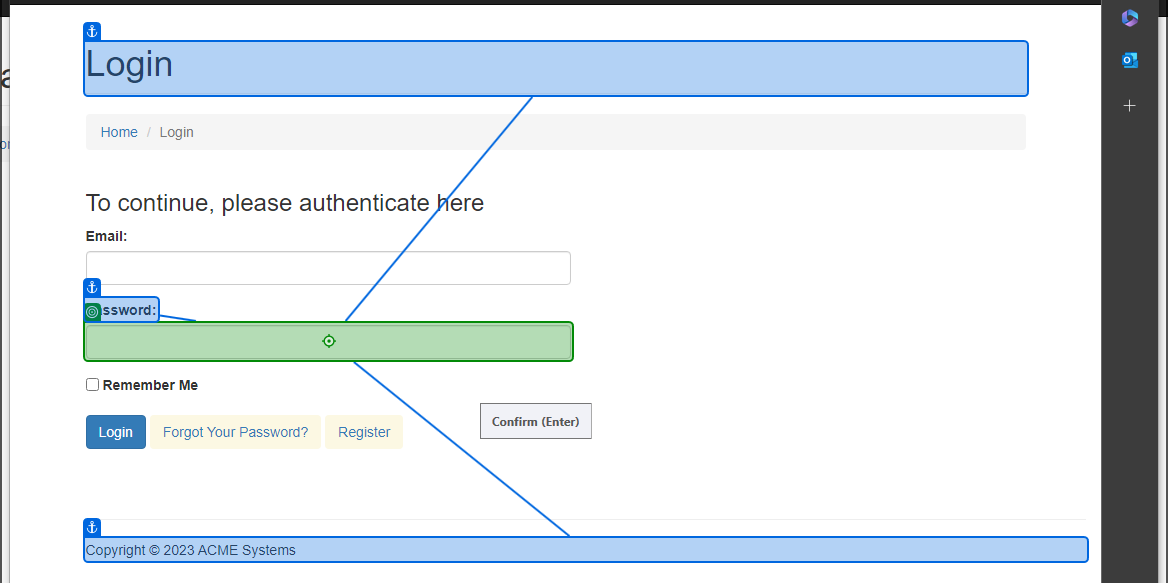 Login
Home / Login
To continue, please authenticate here
Email:
ssword:
Remember Me
Login Forgot Your Password? Register
Confirm (Enter)
Copyright © 2023 ACME Systems